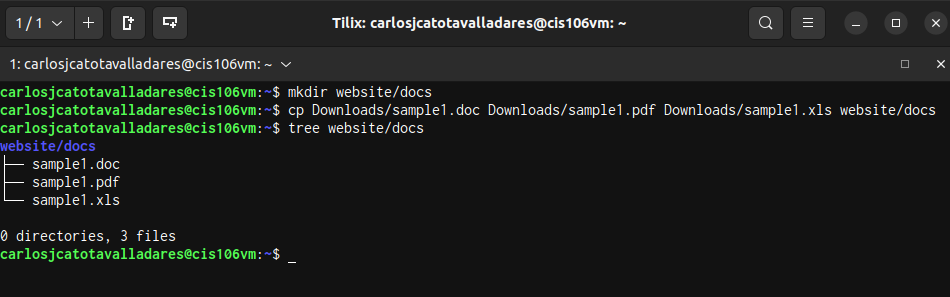 1 / 1
Tilix: carlosjcatotavalladares@cis106vm: ~
1: carlosjcatotavalladares@cis106vm: ~
carlosjcatotavalladares@cis106vm:~$ mkdir website/docs
carlosjcatotavalladares@cis106vm:~$ cp Downloads/sample1.doc Downloads/sample1.pdf Downloads/sample1.xls website/docs
carlosjcatotavalladares@cis106vm:~$ tree website/docs
website/docs
├── sample1.doc
├── sample1.pdf
└── sample1.xls
0 directories, 3 files
carlosjcatotavalladares@cis106vm:~$ _